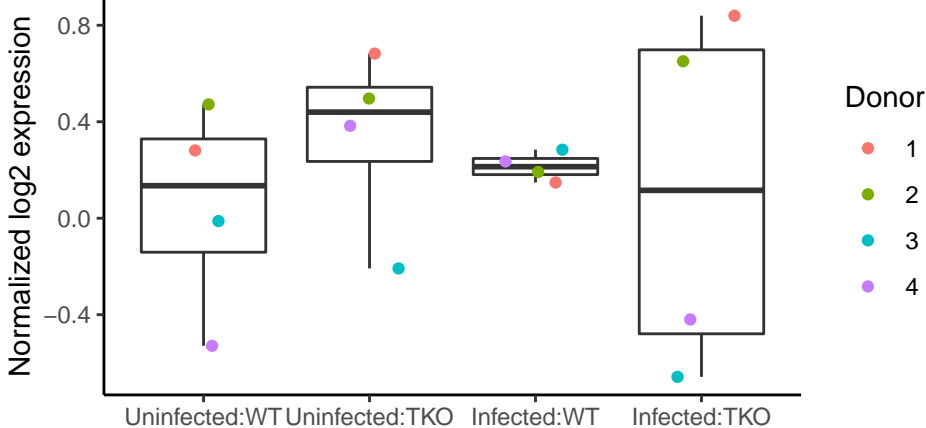 Normalized log2 expression
0.8
0.4
0.0
−0.4
Uninfected:WT Uninfected:TKO Infected:WT Infected:TKO
Donor
1
2
3
4